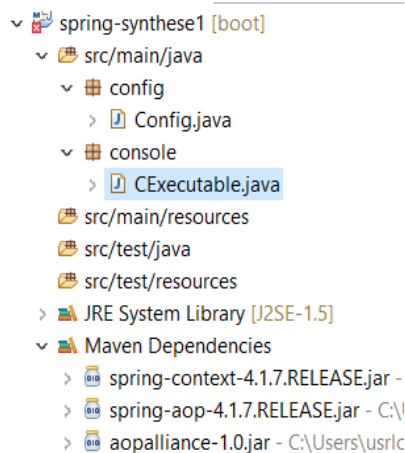 spring-synthese1 [boot]
src/main/java
config
Config.java
console
CExecutable.java
src/main/resources
src/test/java
src/test/resources
JRE System Library [J2SE-1.5]
Maven Dependencies
spring-context-4.1.7.RELEASE.jar -
spring-aop-4.1.7.RELEASE.jar - C:\
aopalliance-1.0.jar - C:\Users\usrlc